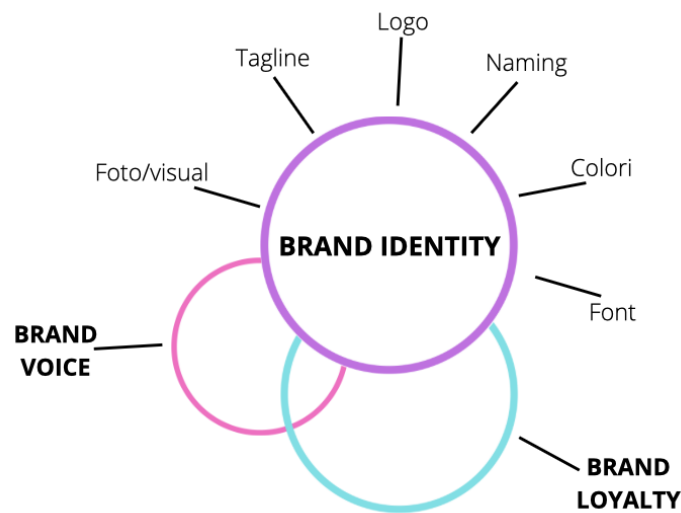 Logo
Tagline
Naming
Foto/visual
Colori
BRAND IDENTITY
Font
BRAND
VOICE
BRAND
LOYALTY